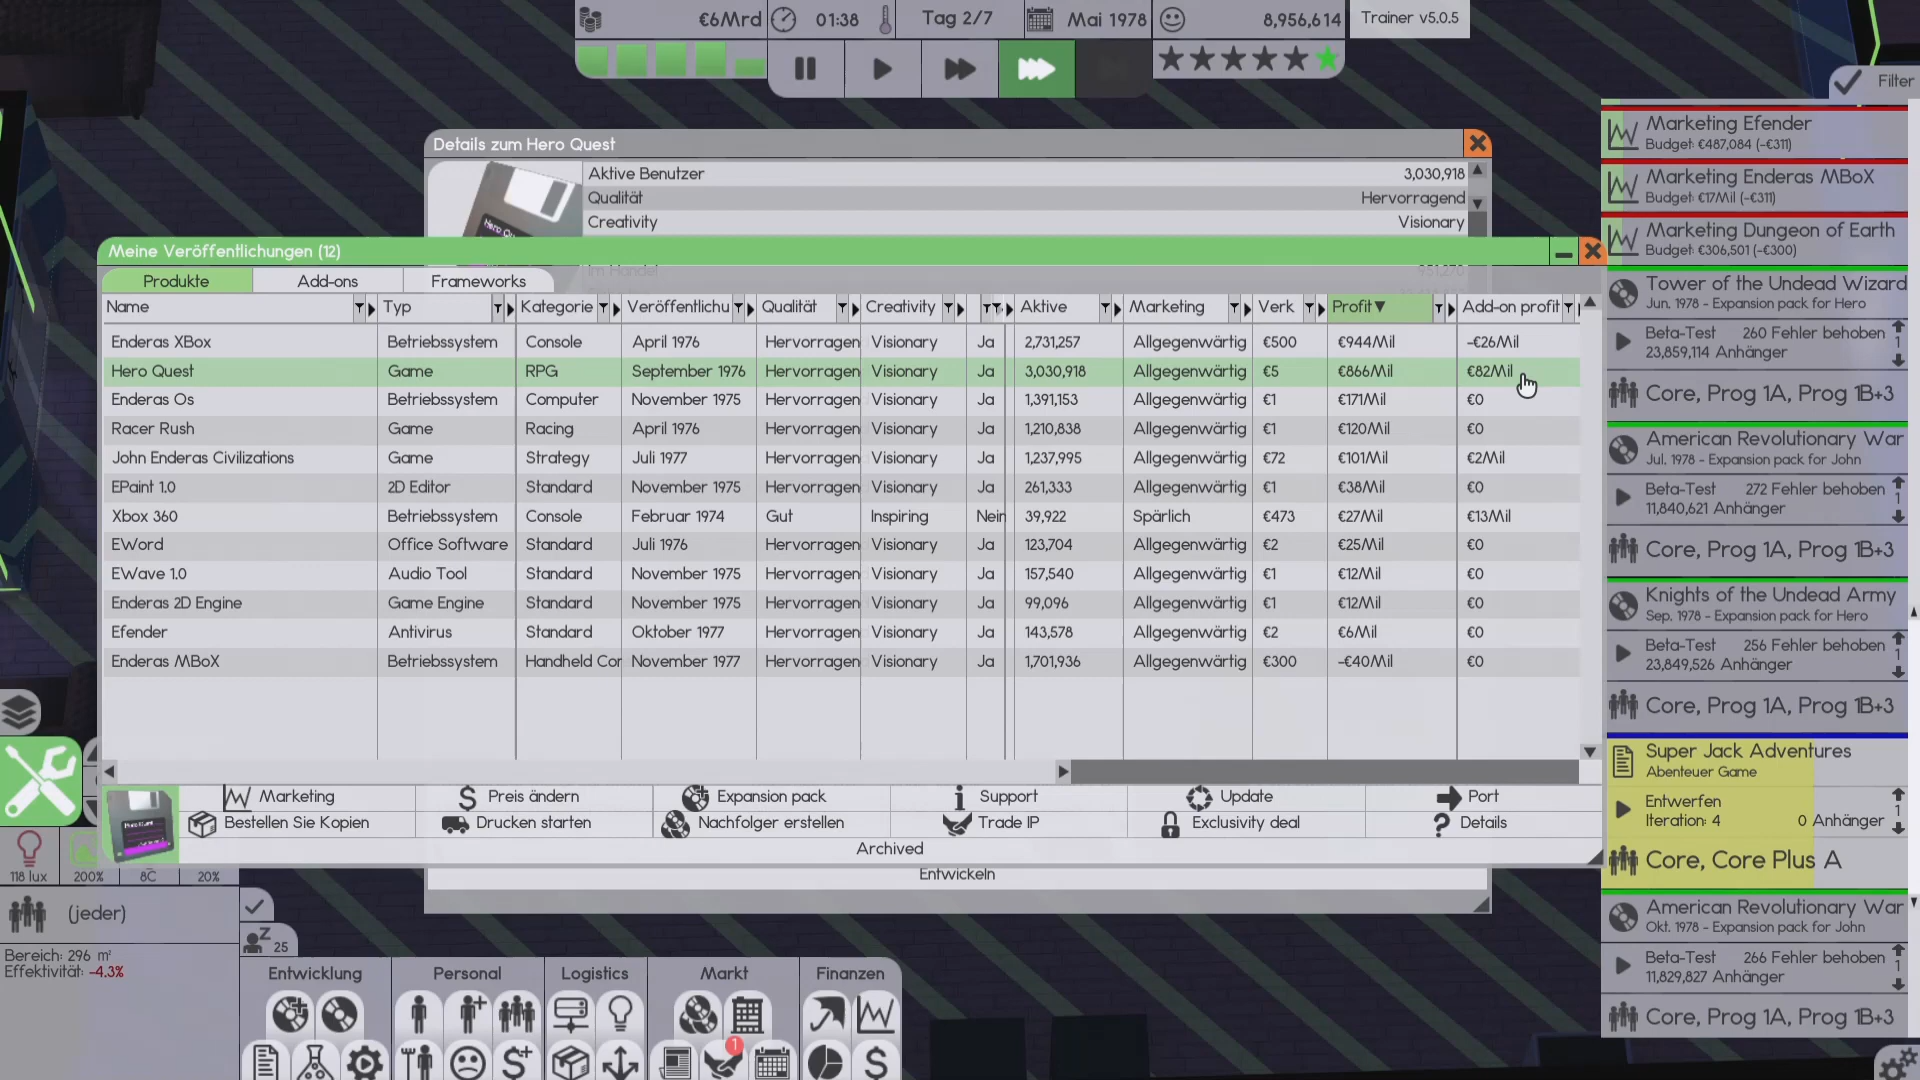 €6Mrd
01:38
Tag 2/7
Mai 1978
8,956,614
Trainer v5.0.5
Filter
Details zum Hero Quest
Aktive Benutzer 3,030,918
Qualität Hervorragend
Creativity Visionary
Meine Veröffentlichungen (12)
Produkte Add-ons Frameworks
Name Typ Kategorie Veröffentlichu Qualität Creativity Aktive Marketing Verk Profit▼ Add-on profit
Enderas XBox Betriebssystem Console April 1976 Hervorragen Visionary Ja 2,731,257 Allgegenwärtig €500 €944Mil -€26Mil
Hero Quest Game RPG September 1976 Hervorragen Visionary Ja 3,030,918 Allgegenwärtig €5 €866Mil €82Mil
Enderas Os Betriebssystem Computer November 1975 Hervorragen Visionary Ja 1,391,153 Allgegenwärtig €1 €171Mil €0
Racer Rush Game Racing April 1976 Hervorragen Visionary Ja 1,210,838 Allgegenwärtig €1 €120Mil €0
John Enderas Civilizations Game Strategy Juli 1977 Hervorragen Visionary Ja 1,237,995 Allgegenwärtig €72 €101Mil €2Mil
EPaint 1.0 2D Editor Standard November 1975 Hervorragen Visionary Ja 261,333 Allgegenwärtig €1 €38Mil €0
Xbox 360 Betriebssystem Console Februar 1974 Gut Inspiring Nein 39,922 Spärlich €473 €27Mil €13Mil
EWord Office Software Standard Juli 1976 Hervorragen Visionary Ja 123,704 Allgegenwärtig €2 €25Mil €0
EWave 1.0 Audio Tool Standard November 1975 Hervorragen Visionary Ja 157,540 Allgegenwärtig €1 €12Mil €0
Enderas 2D Engine Game Engine Standard November 1975 Hervorragen Visionary Ja 99,096 Allgegenwärtig €1 €12Mil €0
Efender Antivirus Standard Oktober 1977 Hervorragen Visionary Ja 143,578 Allgegenwärtig €2 €6Mil €0
Enderas MBoX Betriebssystem Handheld Cor November 1977 Hervorragen Visionary Ja 1,701,936 Allgegenwärtig €300 -€40Mil €0
Marketing Preis ändern Expansion pack Support Update Port
Bestellen Sie Kopien Drucken starten Nachfolger erstellen Trade IP Exclusivity deal Details
Archived
Entwickeln
Marketing Efender
Budget: €487,084 (-€311)
Marketing Enderas MBoX
Budget: €17Mil (-€311)
Marketing Dungeon of Earth
Budget: €306,501 (-€300)
Tower of the Undead Wizard
Jun. 1978 - Expansion pack for Hero
Beta-Test 260 Fehler behoben
23,859,114 Anhänger
1
Core, Prog 1A, Prog 1B+3
American Revolutionary War
Jul. 1978 - Expansion pack for John
Beta-Test 272 Fehler behoben
11,840,621 Anhänger
1
Core, Prog 1A, Prog 1B+3
Knights of the Undead Army
Sep. 1978 - Expansion pack for Hero
Beta-Test 256 Fehler behoben
23,849,526 Anhänger
1
Core, Prog 1A, Prog 1B+3
Super Jack Adventures
Abenteuer Game
Entwerfen
Iteration: 4 0 Anhänger
1
Core, Core Plus A
American Revolutionary War
Okt. 1978 - Expansion pack for John
Beta-Test 266 Fehler behoben
11,829,827 Anhänger
1
Core, Prog 1A, Prog 1B+3
118 lux 200% 8C 20%
(jeder)
Bereich: 296 m²
Effektivität: -4.3%
Z 25
Entwicklung Personal Logistics Markt Finanzen
1